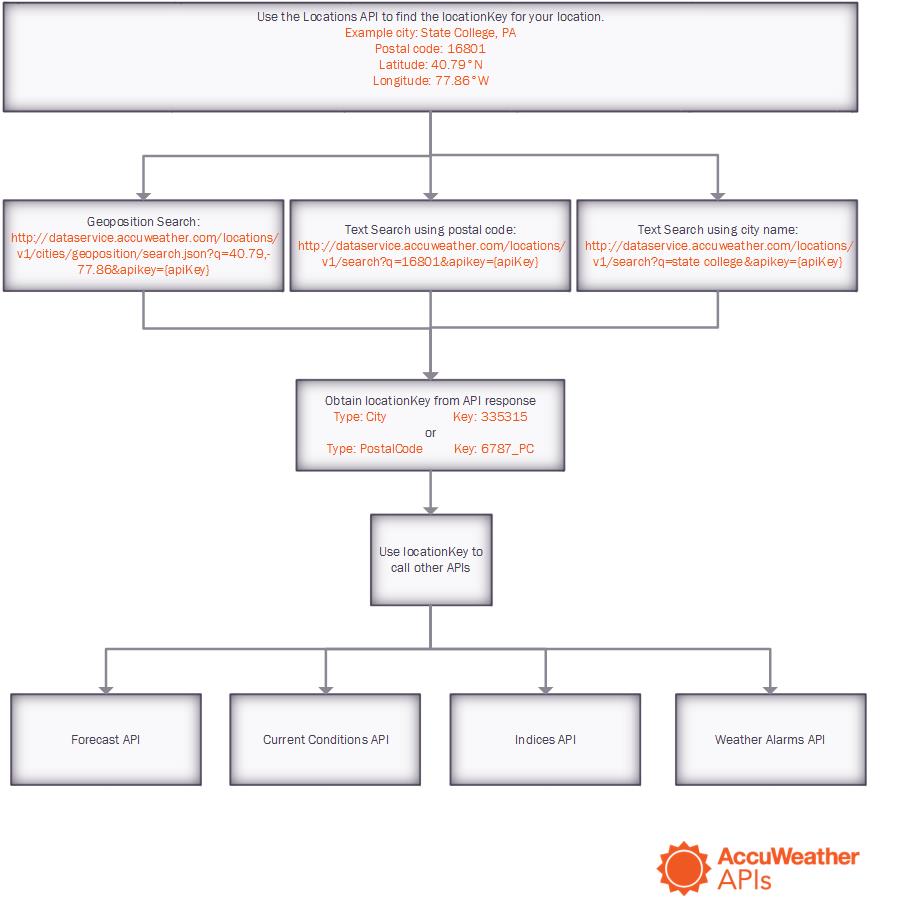 Use the Locations API to find the locationKey for your location.
Example city: State College, PA
Postal code: 16801
Latitude: 40.79°N
Longitude: 77.86°W
Geoposition Search:
http://dataservice.accuweather.com/locations/
v1/cities/geoposition/search.json?q=40.79,-
77.86&apikey={apiKey}
Text Search using postal code:
http://dataservice.accuweather.com/locations/
v1/search?q=16801&apikey={apiKey}
Text Search using city name:
http://dataservice.accuweather.com/locations/
v1/search?q=state college&apikey={apiKey}
Obtain locationKey from API response
Type: City Key: 335315
or
Type: PostalCode Key: 6787_PC
Use locationKey to
call other APIs
Forecast API
Current Conditions API
Indices API
Weather Alarms API
AccuWeather
APIs